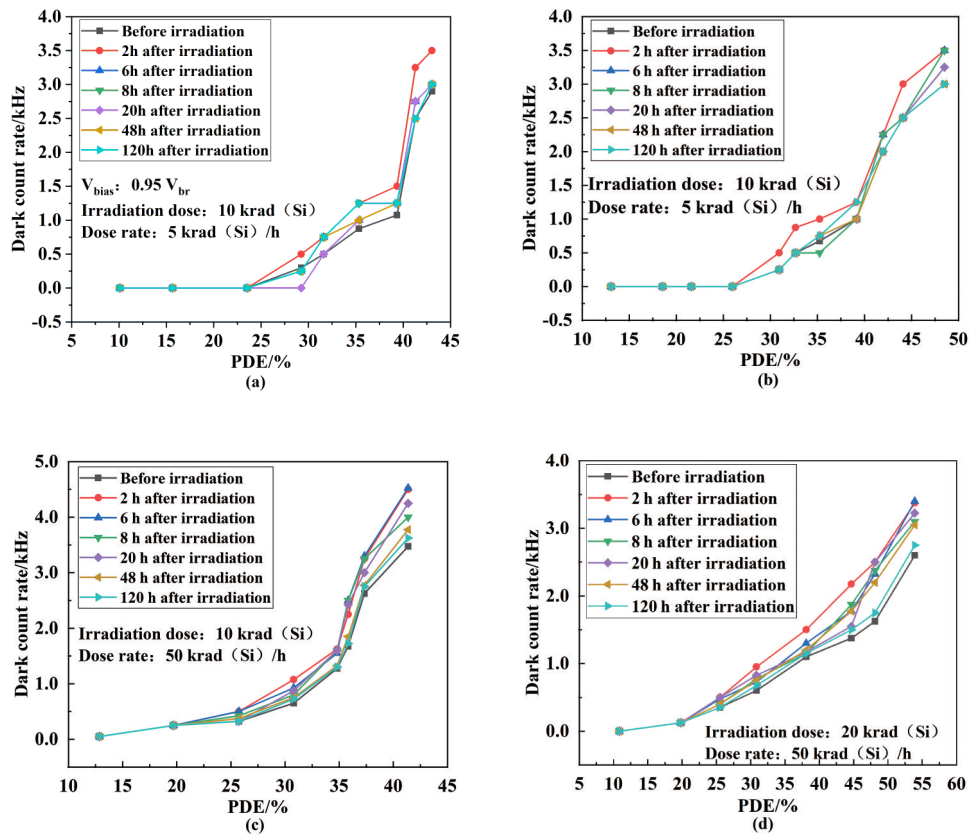 4.0
3.5
3.0
2.5
2.0
1.5
1.0
0.5
0.0
-0.5
Dark count rate/kHz
Before irradiation
2h after irradiation
6h after irradiation
8h after irradiation
20h after irradiation
48h after irradiation
120h after irradiation
Vbias: 0.95 Vbr
Irradiation dose: 10 krad (Si)
Dose rate: 5 krad (Si)/h
5 10 15 20 25 30 35 40 45
PDE/%
(a)
4.0
3.5
3.0
2.5
2.0
1.5
1.0
0.5
0.0
-0.5
Dark count rate/kHz
Before irradiation
2 h after irradiation
6 h after irradiation
8 h after irradiation
20 h after irradiation
48 h after irradiation
120 h after irradiation
Irradiation dose: 10 krad (Si)
Dose rate: 5 krad (Si)/h
10 15 20 25 30 35 40 45 50
PDE/%
(b)
5.0
4.0
3.0
2.0
1.0
0.0
Dark count rate/kHz
Before irradiation
2 h after irradiation
6 h after irradiation
8 h after irradiation
20 h after irradiation
48 h after irradiation
120 h after irradiation
Irradiation dose: 10 krad (Si)
Dose rate: 50 krad (Si)/h
10 15 20 25 30 35 40 45
PDE/%
(c)
4.0
3.0
2.0
1.0
0.0
Dark count rate/kHz
Before irradiation
2 h after irradiation
6 h after irradiation
8 h after irradiation
20 h after irradiation
48 h after irradiation
120 h after irradiation
Irradiation dose: 20 krad (Si)
Dose rate: 50 krad (Si)/h
5 10 15 20 25 30 35 40 45 50 55 60
PDE/%
(d)